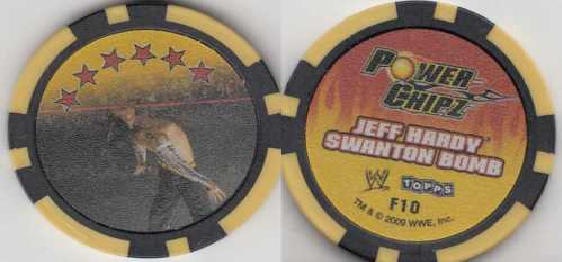 POWER
CHIPZ
JEFF HARDY
SWANTON BOMB
W TOPPS
F10
TM & © 2009 WWE, Inc.